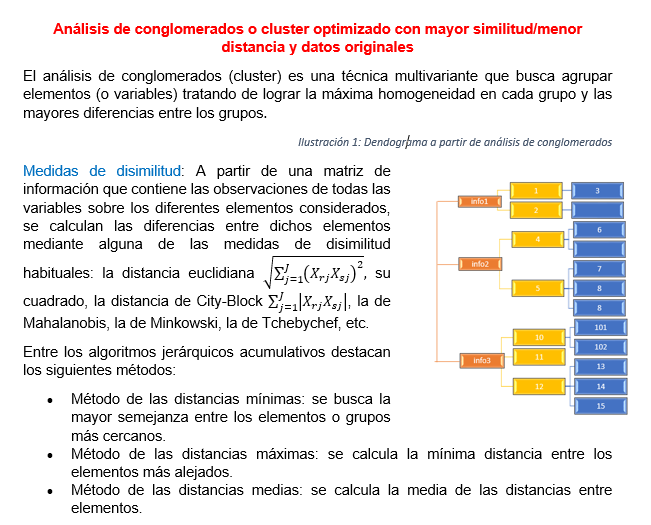 Análisis de conglomerados o cluster optimizado con mayor similitud/menor
distancia y datos originales
El análisis de conglomerados (cluster) es una técnica multivariante que busca agrupar
elementos (o variables) tratando de lograr la máxima homogeneidad en cada grupo y las
mayores diferencias entre los grupos.
Ilustración 1: Dendograma a partir de análisis de conglomerados
Medidas de disimilitud: A partir de una matriz de
información que contiene las observaciones de todas las
variables sobre los diferentes elementos considerados,
se calculan las diferencias entre dichos elementos
mediante alguna de las medidas de disimilitud
habituales: la distancia euclidiana √(∑_{j=1}^{J}(X_{rj}X_{sj})^2), su
cuadrado, la distancia de City-Block ∑_{j=1}^{J}|X_{rj}X_{sj}|, la de
Mahalanobis, la de Minkowski, la de Tchebychef, etc.
Entre los algoritmos jerárquicos acumulativos destacan
los siguientes métodos:
• Método de las distancias mínimas: se busca la
mayor semejanza entre los elementos o grupos
más cercanos.
• Método de las distancias máximas: se calcula la mínima distancia entre los
elementos más alejados.
• Método de las distancias medias: se calcula la media de las distancias entre
elementos.
info1
1
3
2
info2
4
6
5
7
8
8
info3
10
101
102
11
12
13
14
15